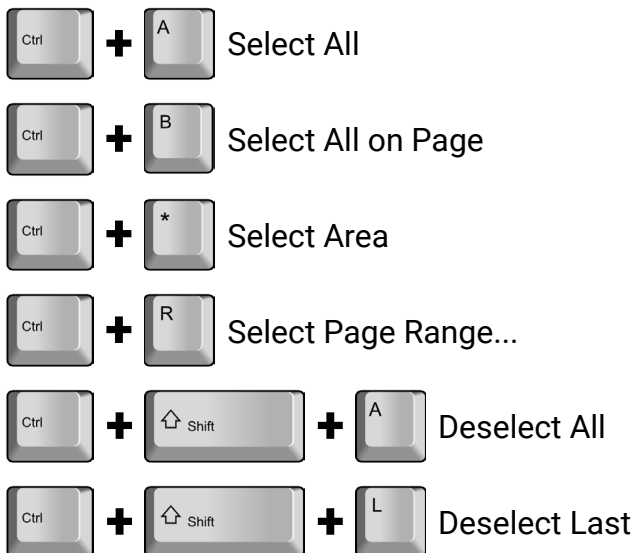 Ctrl + A Select All
Ctrl + B Select All on Page
Ctrl + * Select Area
Ctrl + R Select Page Range...
Ctrl + Shift + A Deselect All
Ctrl + Shift + L Deselect Last